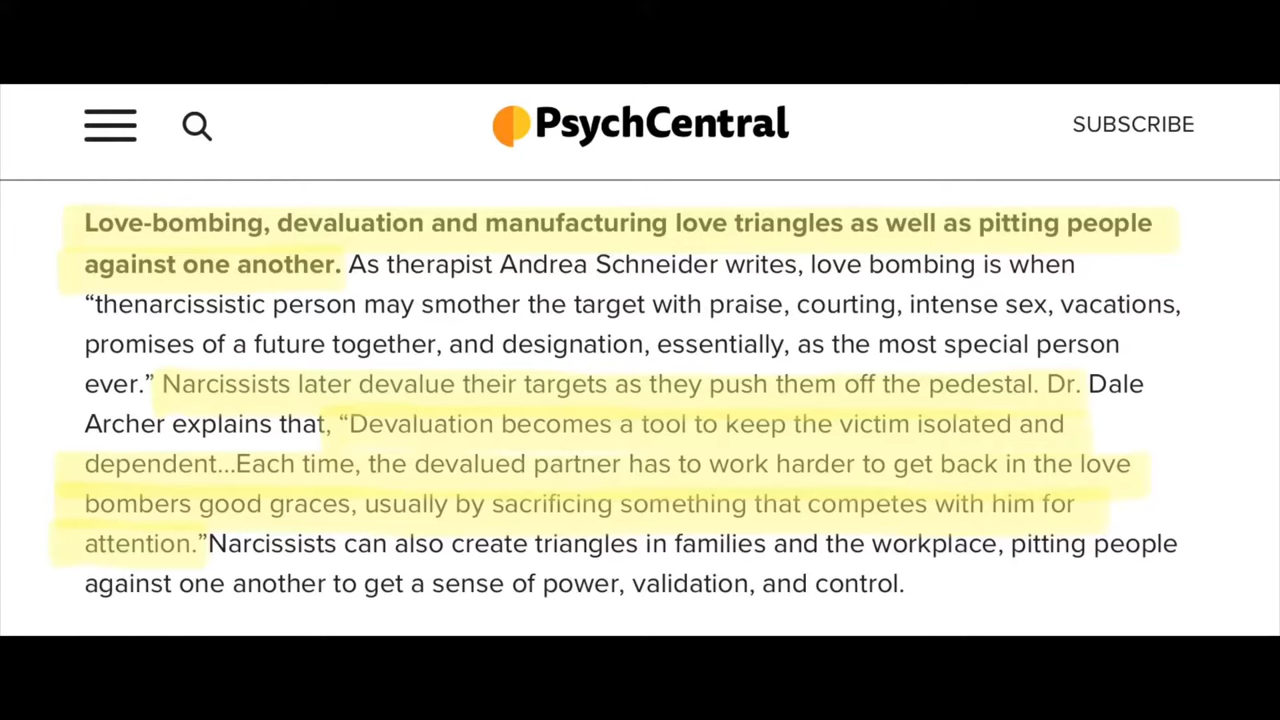 PsychCentral
SUBSCRIBE
Love-bombing, devaluation and manufacturing love triangles as well as pitting people
against one another. As therapist Andrea Schneider writes, love bombing is when
“thenarcissistic person may smother the target with praise, courting, intense sex, vacations,
promises of a future together, and designation, essentially, as the most special person
ever.” Narcissists later devalue their targets as they push them off the pedestal. Dr. Dale
Archer explains that, “Devaluation becomes a tool to keep the victim isolated and
dependent...Each time, the devalued partner has to work harder to get back in the love
bombers good graces, usually by sacrificing something that competes with him for
attention.”Narcissists can also create triangles in families and the workplace, pitting people
against one another to get a sense of power, validation, and control.